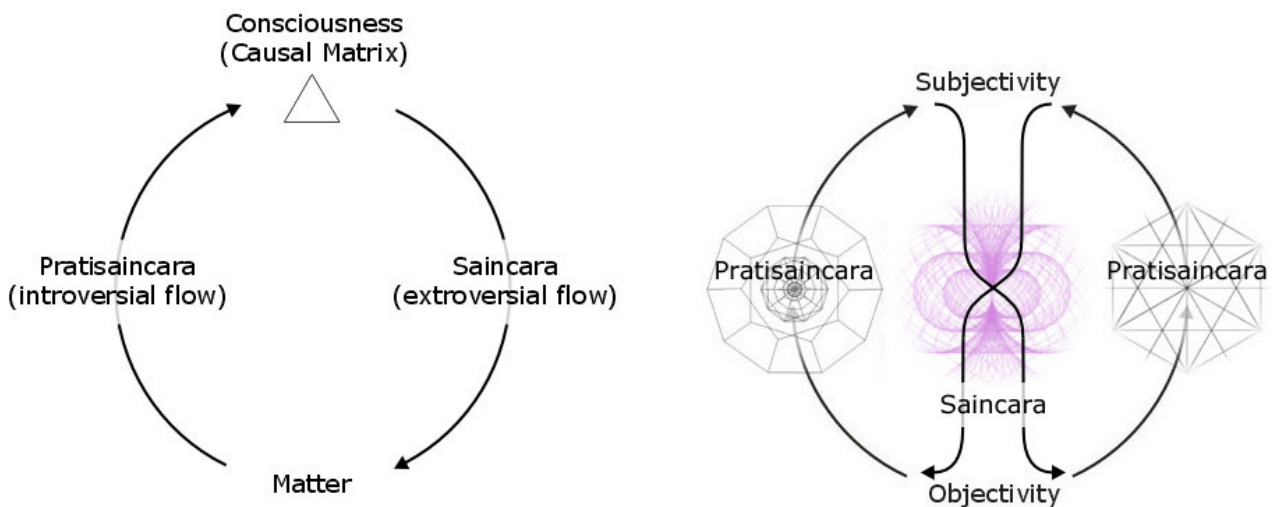 Consciousness
(Causal Matrix)
Pratisaincara
(introversial flow)
Saincara
(extroversial flow)
Matter
Subjectivity
Pratisaincara
Pratisaincara
Saincara
Objectivity